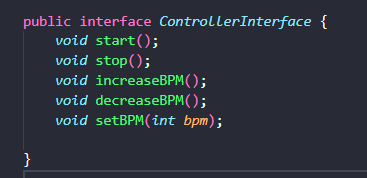 public interface ControllerInterface {
    void start();
    void stop();
    void increaseBPM();
    void decreaseBPM();
    void setBPM(int bpm);
}